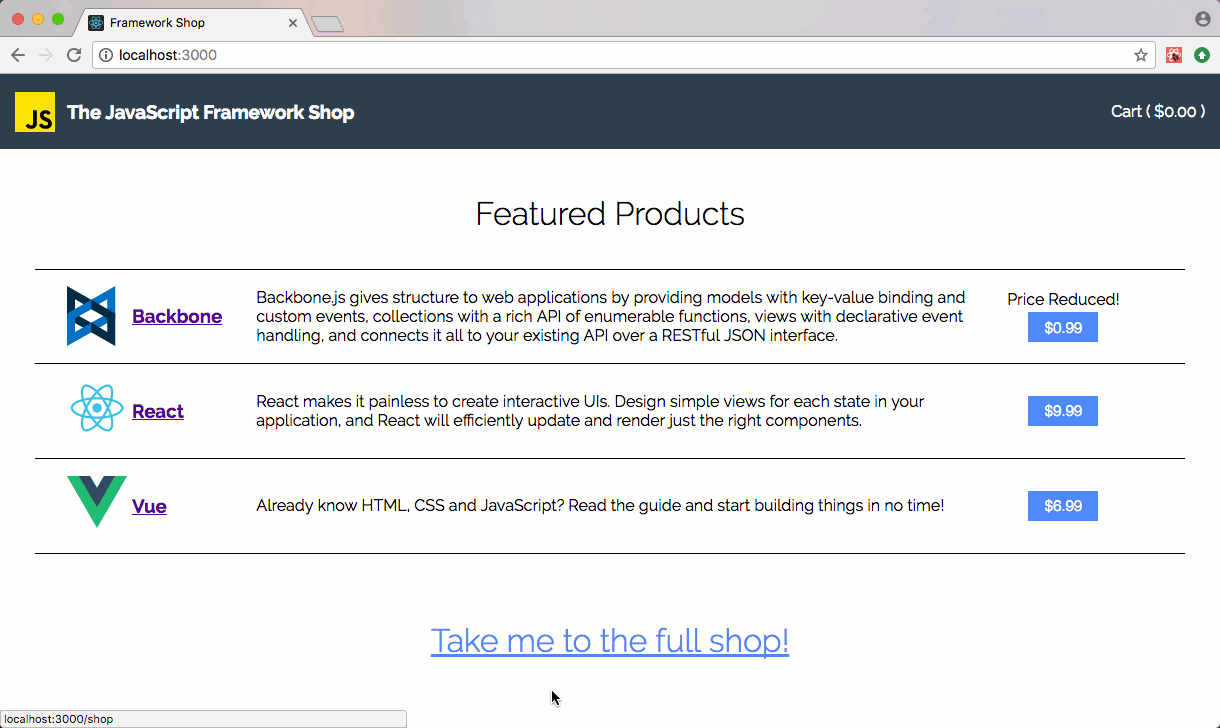 Framework Shop
localhost:3000
JS The JavaScript Framework Shop Cart ( $0.00 )
Featured Products
Backbone
Backbone.js gives structure to web applications by providing models with key-value binding and
custom events, collections with a rich API of enumerable functions, views with declarative event
handling, and connects it all to your existing API over a RESTful JSON interface.
Price Reduced!
$0.99
React
React makes it painless to create interactive UIs. Design simple views for each state in your
application, and React will efficiently update and render just the right components.
$9.99
Vue
Already know HTML, CSS and JavaScript? Read the guide and start building things in no time!
$6.99
Take me to the full shop!
localhost:3000/shop